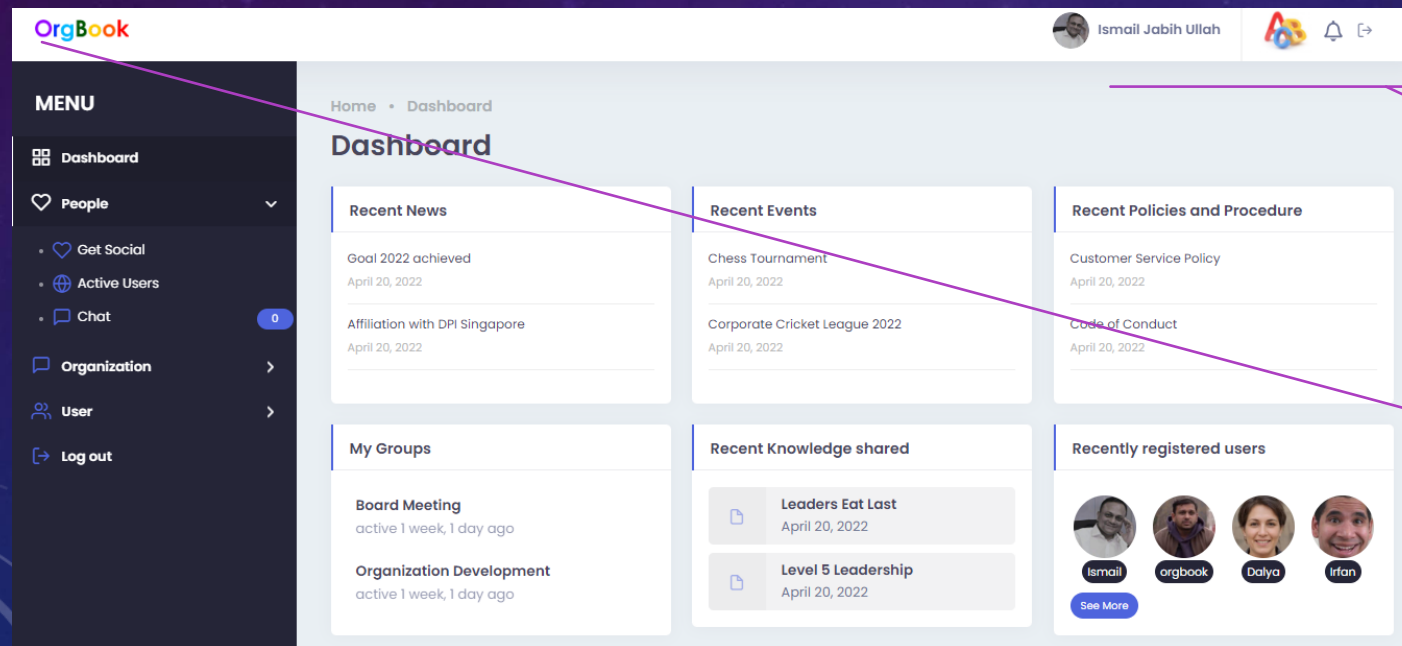 OrgBook
Ismail Jabih Ullah
ABC
MENU
Dashboard
People
Get Social
Active Users
Chat
0
Organization
User
Log out
Home • Dashboard
Dashboard
Recent News
Goal 2022 achieved
April 20, 2022
Affiliation with DPI Singapore
April 20, 2022
Recent Events
Chess Tournament
April 20, 2022
Corporate Cricket League 2022
April 20, 2022
Recent Policies and Procedure
Customer Service Policy
April 20, 2022
Code of Conduct
April 20, 2022
My Groups
Board Meeting
active 1 week, 1 day ago
Organization Development
active 1 week, 1 day ago
Recent Knowledge shared
Leaders Eat Last
April 20, 2022
Level 5 Leadership
April 20, 2022
Recently registered users
Ismail
orgbook
Dalya
Irfan
See More